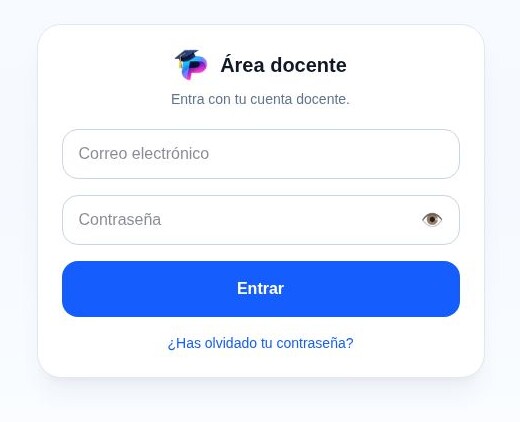 Área docente
Entra con tu cuenta docente.
Correo electrónico
Contraseña
Entrar
¿Has olvidado tu contraseña?